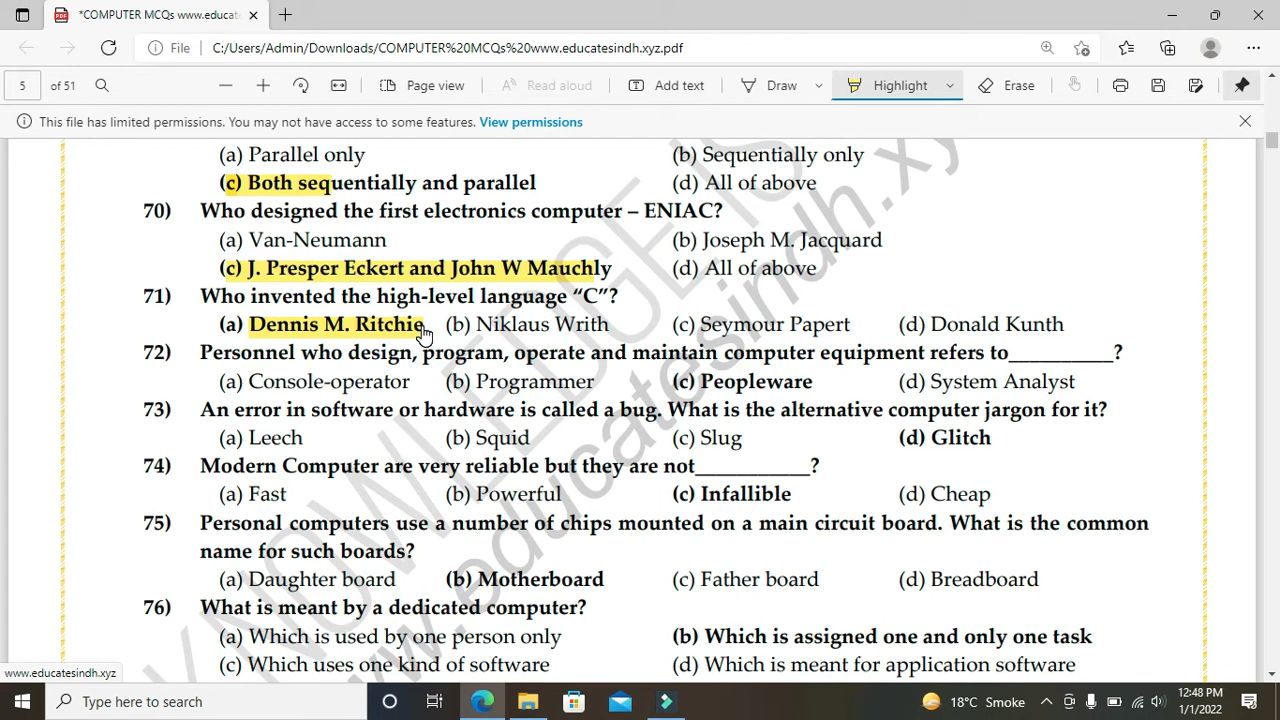 *COMPUTER MCQs www.educat
File C:/Users/Admin/Downloads/COMPUTER%20MCQs%20www.educatesindh.xyz.pdf
5 of 51 Page view Read aloud Add text Draw Highlight Erase
This file has limited permissions. You may not have access to some features. View permissions
(a) Parallel only (b) Sequentially only
(c) Both sequentially and parallel (d) All of above
70) Who designed the first electronics computer – ENIAC?
(a) Van-Neumann (b) Joseph M. Jacquard
(c) J. Presper Eckert and John W Mauchly (d) All of above
71) Who invented the high-level language “C”?
(a) Dennis M. Ritchie (b) Niklaus Writh (c) Seymour Papert (d) Donald Kunth
72) Personnel who design, program, operate and maintain computer equipment refers to__________?
(a) Console-operator (b) Programmer (c) Peopleware (d) System Analyst
73) An error in software or hardware is called a bug. What is the alternative computer jargon for it?
(a) Leech (b) Squid (c) Slug (d) Glitch
74) Modern Computer are very reliable but they are not___________?
(a) Fast (b) Powerful (c) Infallible (d) Cheap
75) Personal computers use a number of chips mounted on a main circuit board. What is the common
name for such boards?
(a) Daughter board (b) Motherboard (c) Father board (d) Breadboard
76) What is meant by a dedicated computer?
(a) Which is used by one person only (b) Which is assigned one and only one task
(c) Which uses one kind of software (d) Which is meant for application software
KNOWLEDGE IS
www.educatesindh.xy
www.educatesindh.xyz
Type here to search 18°C Smoke 12:48 PM
1/1/2022